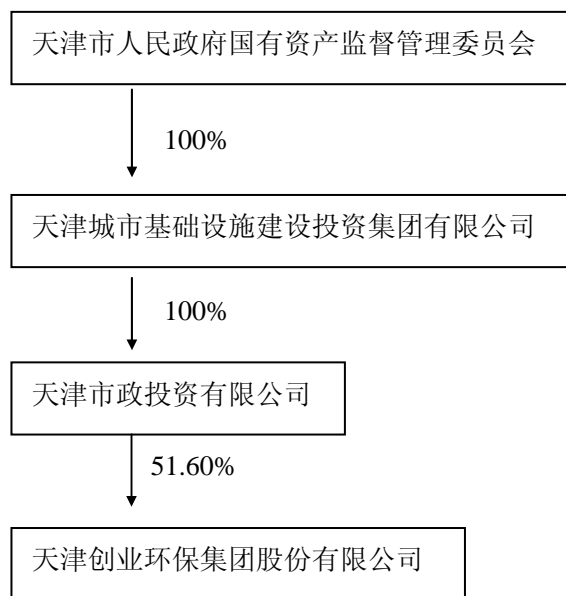 天津市人民政府国有资产监督管理委员会
100%
天津城市基础设施建设投资集团有限公司
100%
天津市政投资有限公司
51.60%
天津创业环保集团股份有限公司